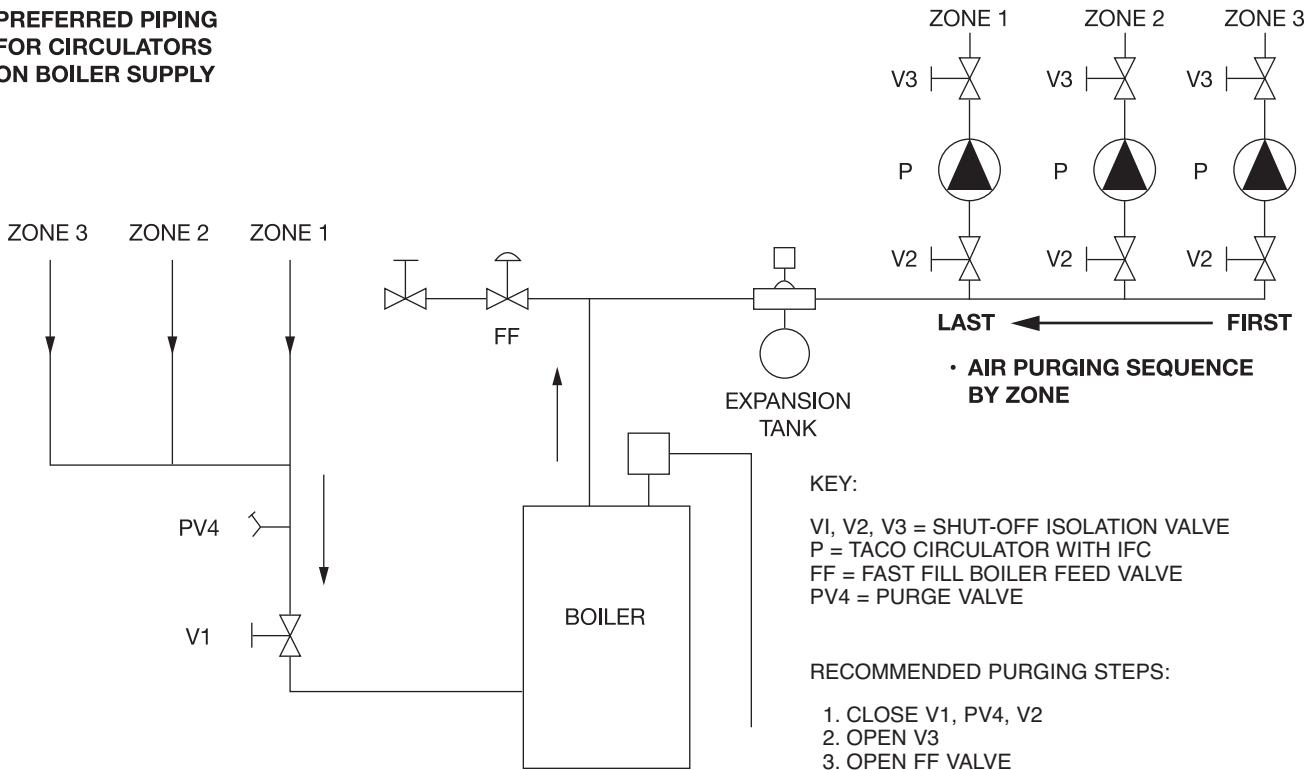 PREFERRED PIPING
FOR CIRCULATORS
ON BOILER SUPPLY
ZONE 1
ZONE 2
ZONE 3
V3
V3
V3
P
P
P
V2
V2
V2
LAST
FIRST
• AIR PURGING SEQUENCE
BY ZONE
ZONE 3
ZONE 2
ZONE 1
FF
EXPANSION
TANK
PV4
V1
BOILER
KEY:
VI, V2, V3 = SHUT-OFF ISOLATION VALVE
P = TACO CIRCULATOR WITH IFC
FF = FAST FILL BOILER FEED VALVE
PV4 = PURGE VALVE
RECOMMENDED PURGING STEPS:
1. CLOSE V1, PV4, V2
2. OPEN V3
3. OPEN FF VALVE